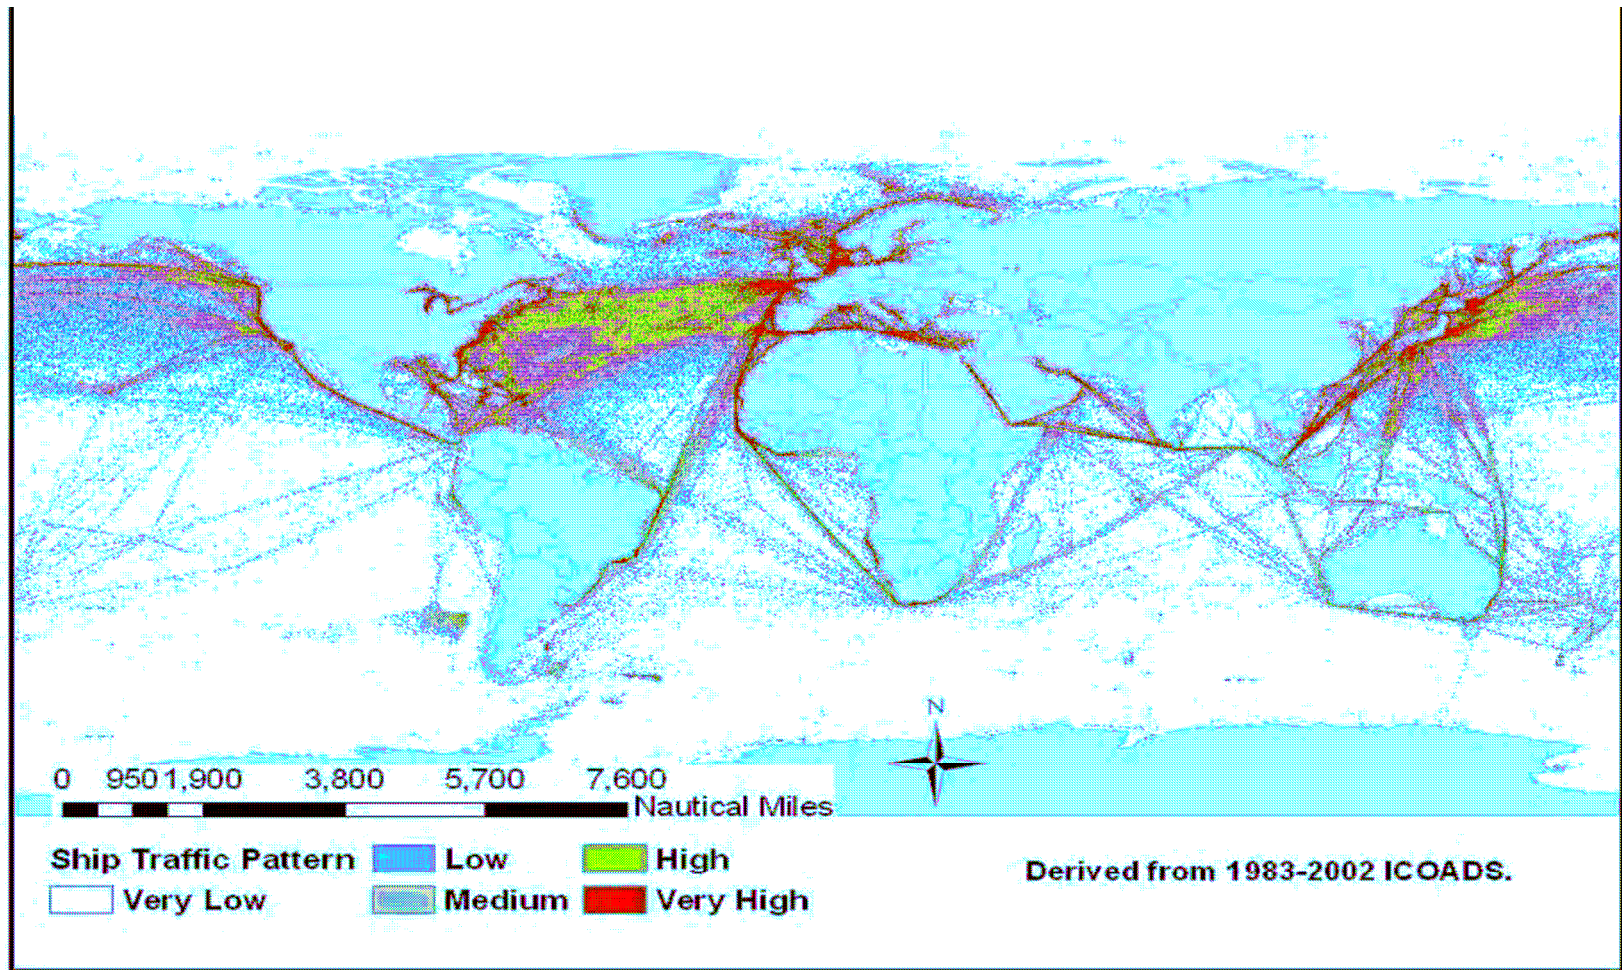 N
0 950 1,900 3,800 5,700 7,600
Nautical Miles
Ship Traffic Pattern Low High
Very Low Medium Very High
Derived from 1983-2002 ICOADS.